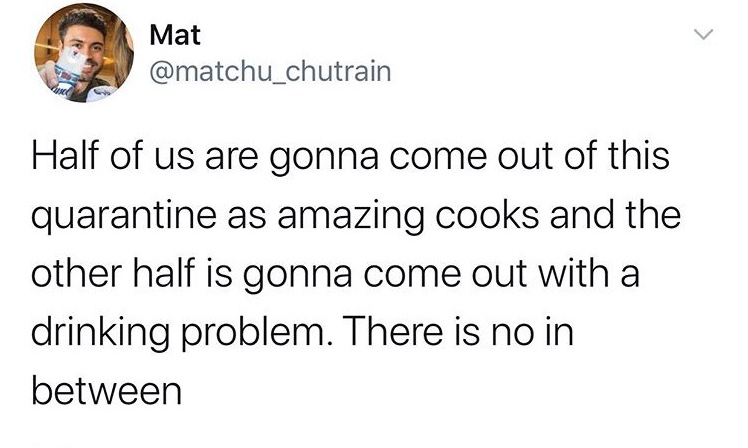 Mat
@matchu_chutrain
Half of us are gonna come out of this
quarantine as amazing cooks and the
other half is gonna come out with a
drinking problem. There is no in
between